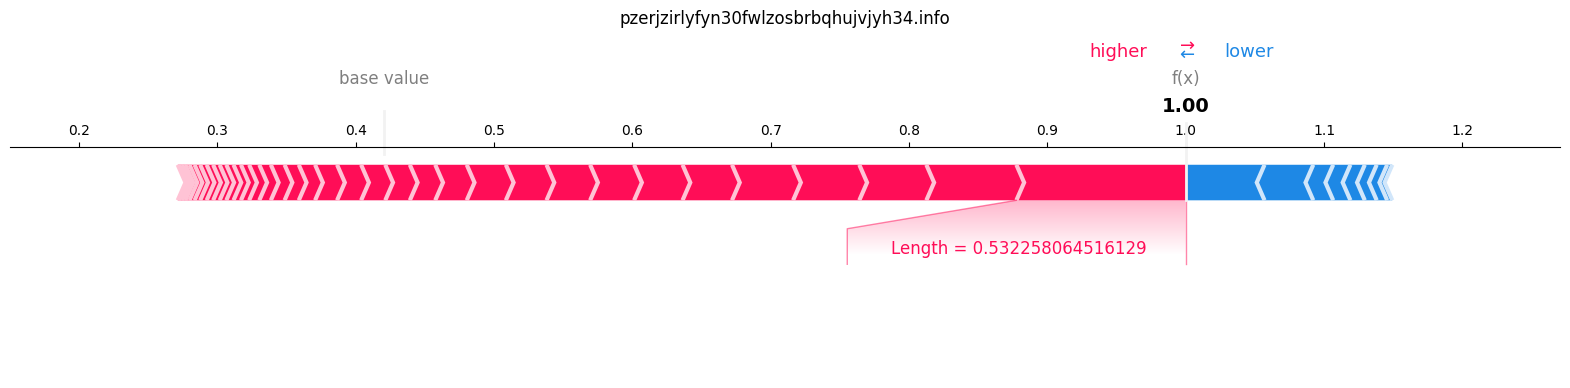 pzerjzirlyfyn30fwlzosbrbqhujvjyh34.info
higher ⇄ lower
base value f(x)
1.00
0.2 0.3 0.4 0.5 0.6 0.7 0.8 0.9 1.0 1.1 1.2
Length = 0.532258064516129